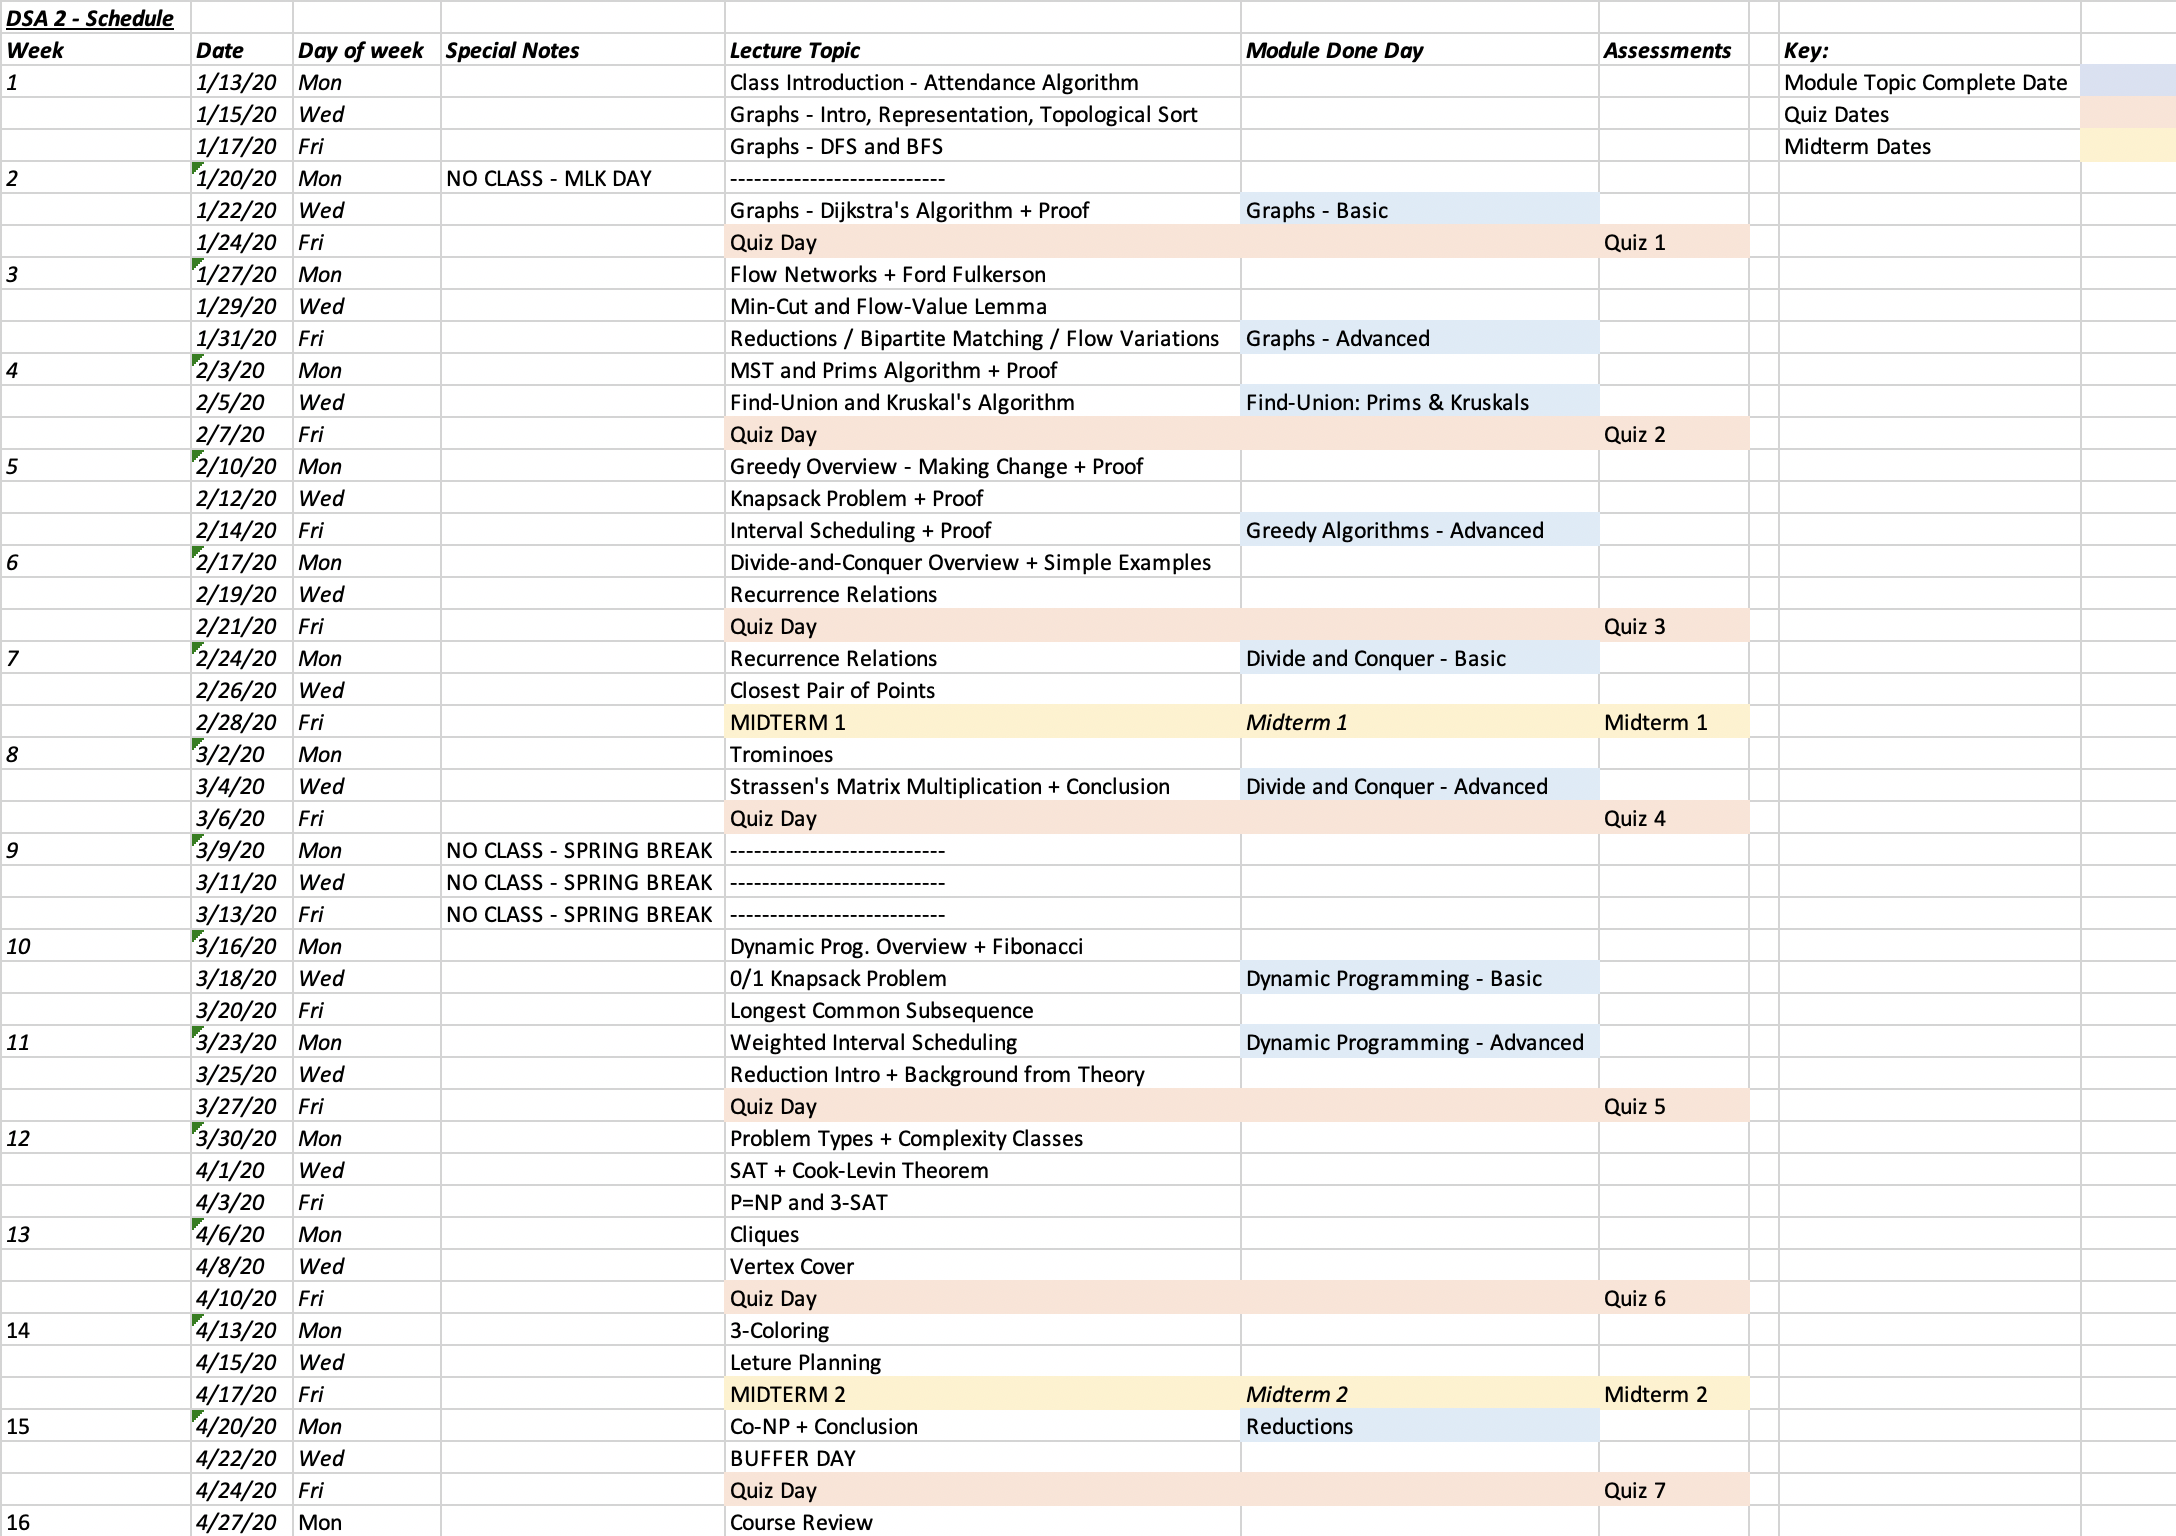 DSA 2 - Schedule
Week Date Day of week Special Notes Lecture Topic Module Done Day Assessments Key:
1 1/13/20 Mon Class Introduction - Attendance Algorithm Module Topic Complete Date
1/15/20 Wed Graphs - Intro, Representation, Topological Sort Quiz Dates
1/17/20 Fri Graphs - DFS and BFS Midterm Dates
2 1/20/20 Mon NO CLASS - MLK DAY ---------------------------
1/22/20 Wed Graphs - Dijkstra's Algorithm + Proof Graphs - Basic
1/24/20 Fri Quiz Day Quiz 1
3 1/27/20 Mon Flow Networks + Ford Fulkerson
1/29/20 Wed Min-Cut and Flow-Value Lemma
1/31/20 Fri Reductions / Bipartite Matching / Flow Variations Graphs - Advanced
4 2/3/20 Mon MST and Prims Algorithm + Proof
2/5/20 Wed Find-Union and Kruskal's Algorithm Find-Union: Prims & Kruskals
2/7/20 Fri Quiz Day Quiz 2
5 2/10/20 Mon Greedy Overview - Making Change + Proof
2/12/20 Wed Knapsack Problem + Proof
2/14/20 Fri Interval Scheduling + Proof Greedy Algorithms - Advanced
6 2/17/20 Mon Divide-and-Conquer Overview + Simple Examples
2/19/20 Wed Recurrence Relations
2/21/20 Fri Quiz Day Quiz 3
7 2/24/20 Mon Recurrence Relations Divide and Conquer - Basic
2/26/20 Wed Closest Pair of Points
2/28/20 Fri MIDTERM 1 Midterm 1 Midterm 1
8 3/2/20 Mon Trominoes
3/4/20 Wed Strassen's Matrix Multiplication + Conclusion Divide and Conquer - Advanced
3/6/20 Fri Quiz Day Quiz 4
9 3/9/20 Mon NO CLASS - SPRING BREAK ---------------------------
3/11/20 Wed NO CLASS - SPRING BREAK ---------------------------
3/13/20 Fri NO CLASS - SPRING BREAK ---------------------------
10 3/16/20 Mon Dynamic Prog. Overview + Fibonacci
3/18/20 Wed 0/1 Knapsack Problem Dynamic Programming - Basic
3/20/20 Fri Longest Common Subsequence
11 3/23/20 Mon Weighted Interval Scheduling Dynamic Programming - Advanced
3/25/20 Wed Reduction Intro + Background from Theory
3/27/20 Fri Quiz Day Quiz 5
12 3/30/20 Mon Problem Types + Complexity Classes
4/1/20 Wed SAT + Cook-Levin Theorem
4/3/20 Fri P=NP and 3-SAT
13 4/6/20 Mon Cliques
4/8/20 Wed Vertex Cover
4/10/20 Fri Quiz Day Quiz 6
14 4/13/20 Mon 3-Coloring
4/15/20 Wed Leture Planning
4/17/20 Fri MIDTERM 2 Midterm 2 Midterm 2
15 4/20/20 Mon Co-NP + Conclusion Reductions
4/22/20 Wed BUFFER DAY
4/24/20 Fri Quiz Day Quiz 7
16 4/27/20 Mon Course Review